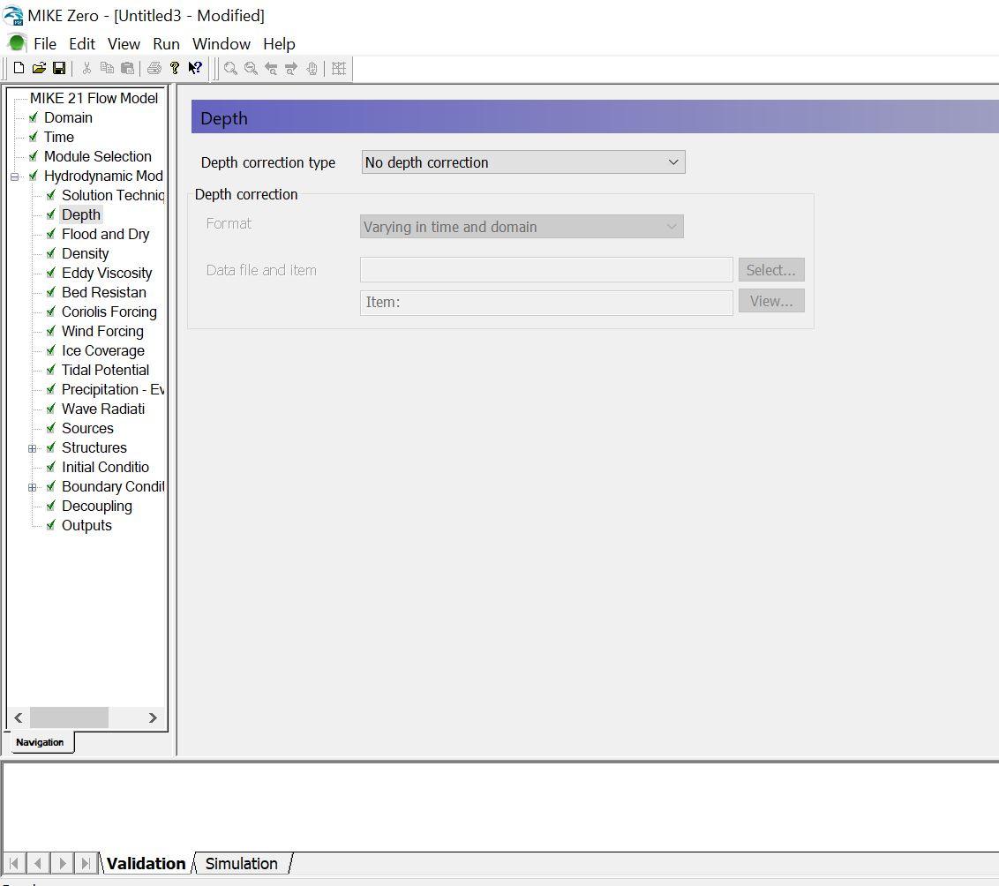 MIKE Zero - [Untitled3 - Modified]
File Edit View Run Window Help
MIKE 21 Flow Model
Domain
Time
Module Selection
Hydrodynamic Mod
Solution Techniq
Depth
Flood and Dry
Density
Eddy Viscosity
Bed Resistan
Coriolis Forcing
Wind Forcing
Ice Coverage
Tidal Potential
Precipitation - Ev
Wave Radiati
Sources
Structures
Initial Conditio
Boundary Condit
Decoupling
Outputs
Navigation
Depth
Depth correction type No depth correction
Depth correction
Format Varying in time and domain
Data file and item Select...
Item: View...
Validation Simulation